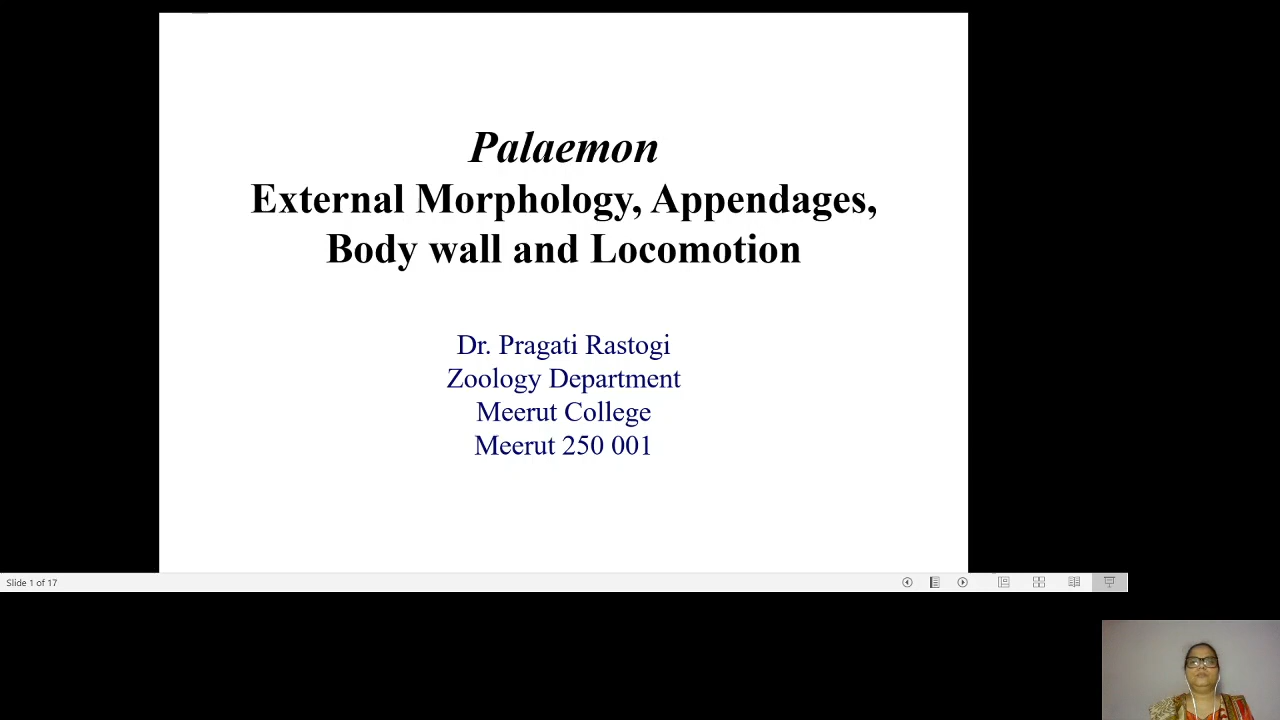 Palaemon
External Morphology, Appendages,
Body wall and Locomotion
Dr. Pragati Rastogi
Zoology Department
Meerut College
Meerut 250 001
Slide 1 of 17